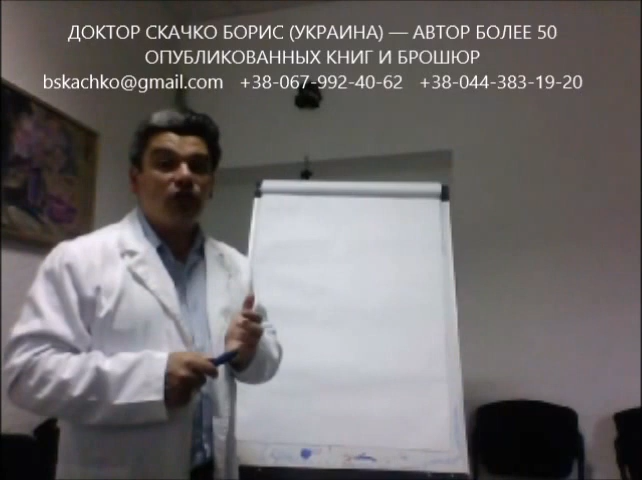 ДОКТОР СКАЧКО БОРИС (УКРАИНА) — АВТОР БОЛЕЕ 50
ОПУБЛИКОВАННЫХ КНИГ И БРОШЮР
bskachko@gmail.com +38-067-992-40-62 +38-044-383-19-20